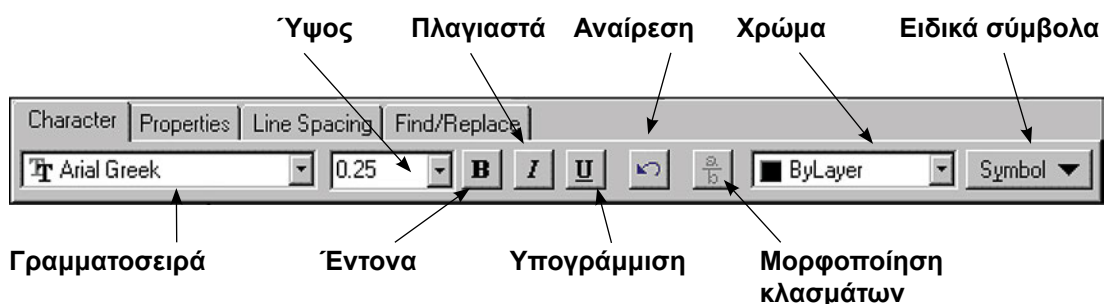 Ύψος Πλαγιαστά Αναίρεση Χρώμα Ειδικά σύμβολα
Character Properties Line Spacing Find/Replace
Arial Greek 0.25 B I U a/b ByLayer Symbol
Γραμματοσειρά Έντονα Υπογράμμιση Μορφοποίηση
κλασμάτων